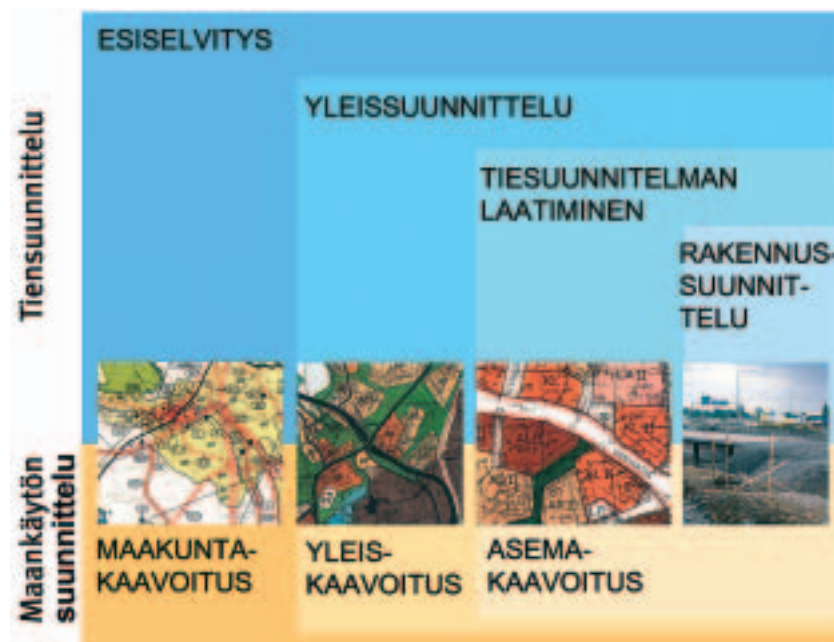 Tiensuunnittelu
ESISELVITYS
YLEISSUUNNITTELU
TIESUUNNITELMAN
LAATIMINEN
RAKENNUS-
SUUNNIT-
TELU
Maankäytön
suunnittelu
MAAKUNTA-
KAAVOITUS
YLEIS-
KAAVOITUS
ASEMA-
KAAVOITUS